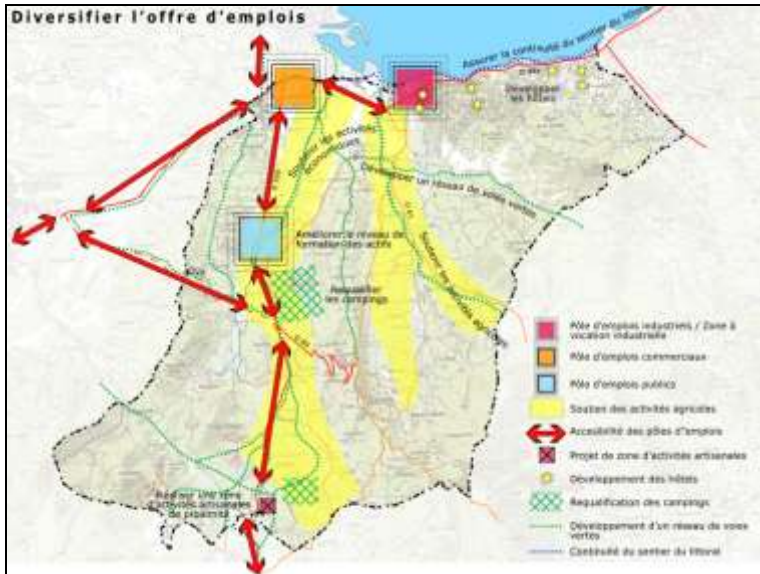 Diversifier l'offre d'emplois
Assurer la continuité du sentier du littoral
Développer
les hôtels
Soutenir les activités
économiques
Développer un réseau de voies vertes
Améliorer le réseau de
formation des actifs
Requalifier
les campings
Soutenir les activités agricoles
Réaliser une zone
d'activités artisanales
de proximité
Pôle d'emplois industriels / Zone à
vocation industrielle
Pôle d'emplois commerciaux
Pôle d'emplois publics
Soutien des activités agricoles
Accesibilité des pôles d'emplois
Projet de zone d'activités artisanales
Développement des hôtels
Requalification des campings
Développement d'un réseau de voies
vertes
Continuité du sentier du littoral